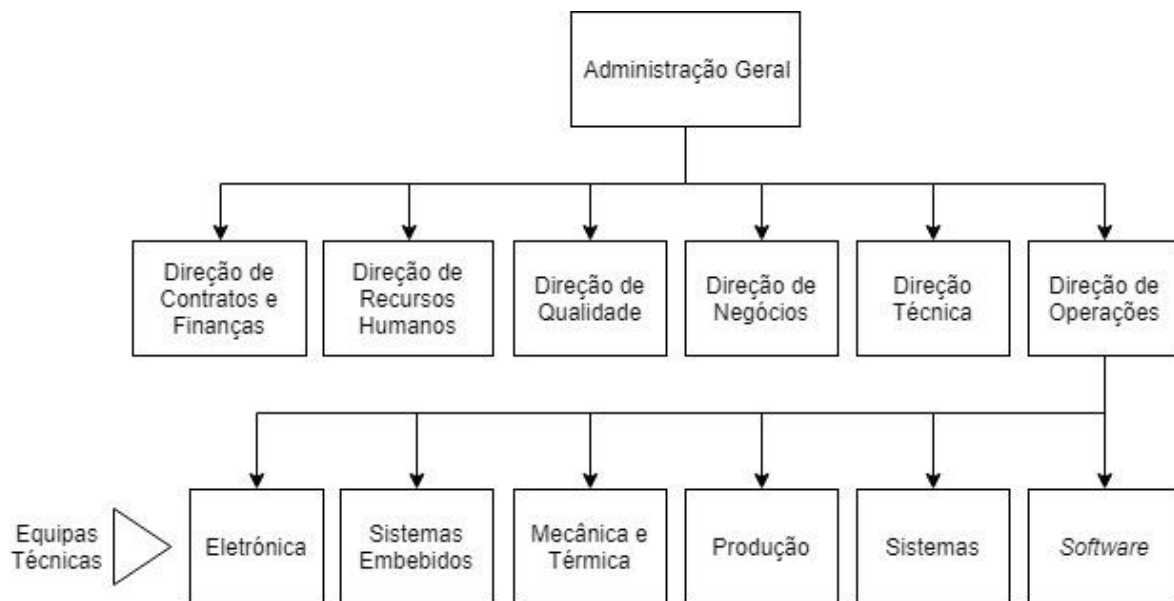 Administração Geral
Direção de
Contratos e
Finanças
Direção de
Recursos
Humanos
Direção de
Qualidade
Direção de
Negócios
Direção
Técnica
Direção de
Operações
Equipas
Técnicas
Eletrónica
Sistemas
Embebidos
Mecânica e
Térmica
Produção
Sistemas
Software